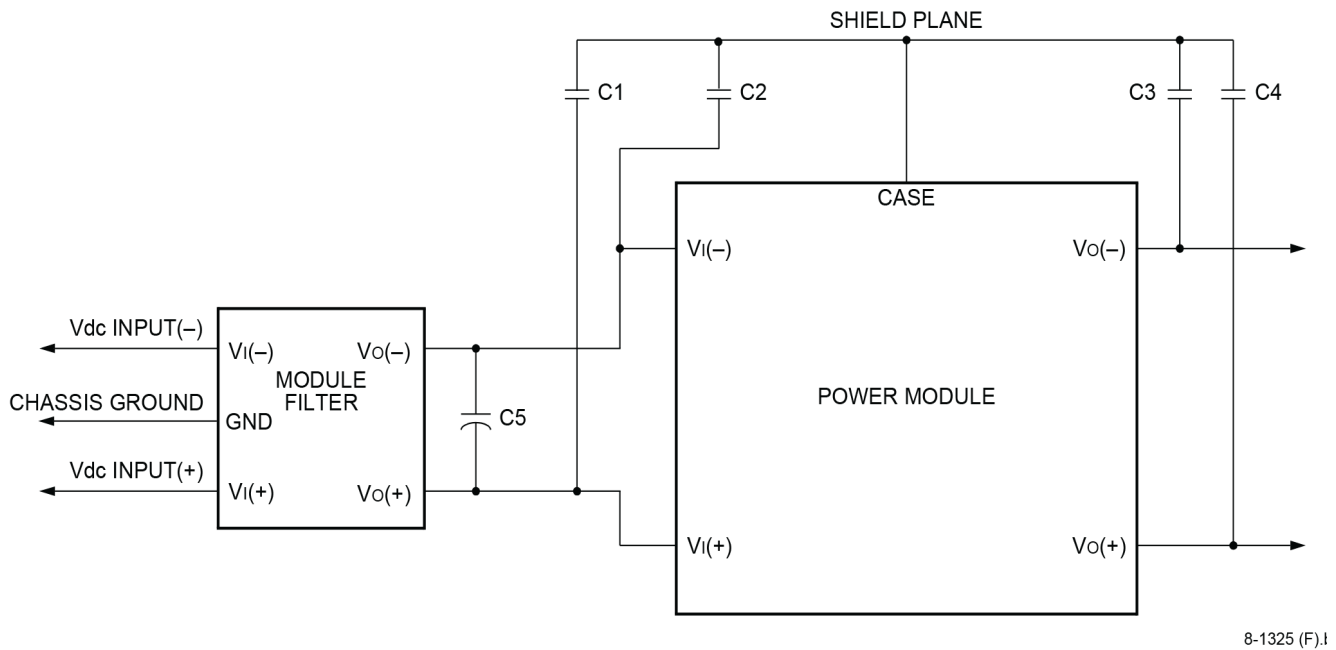 SHIELD PLANE
C1
C2
C3
C4
CASE
VI(–)
VO(–)
Vdc INPUT(–)
VI(–)
VO(–)
MODULE
FILTER
CHASSIS GROUND
GND
C5
POWER MODULE
Vdc INPUT(+)
VI(+)
VO(+)
VI(+)
VO(+)
8-1325 (F).